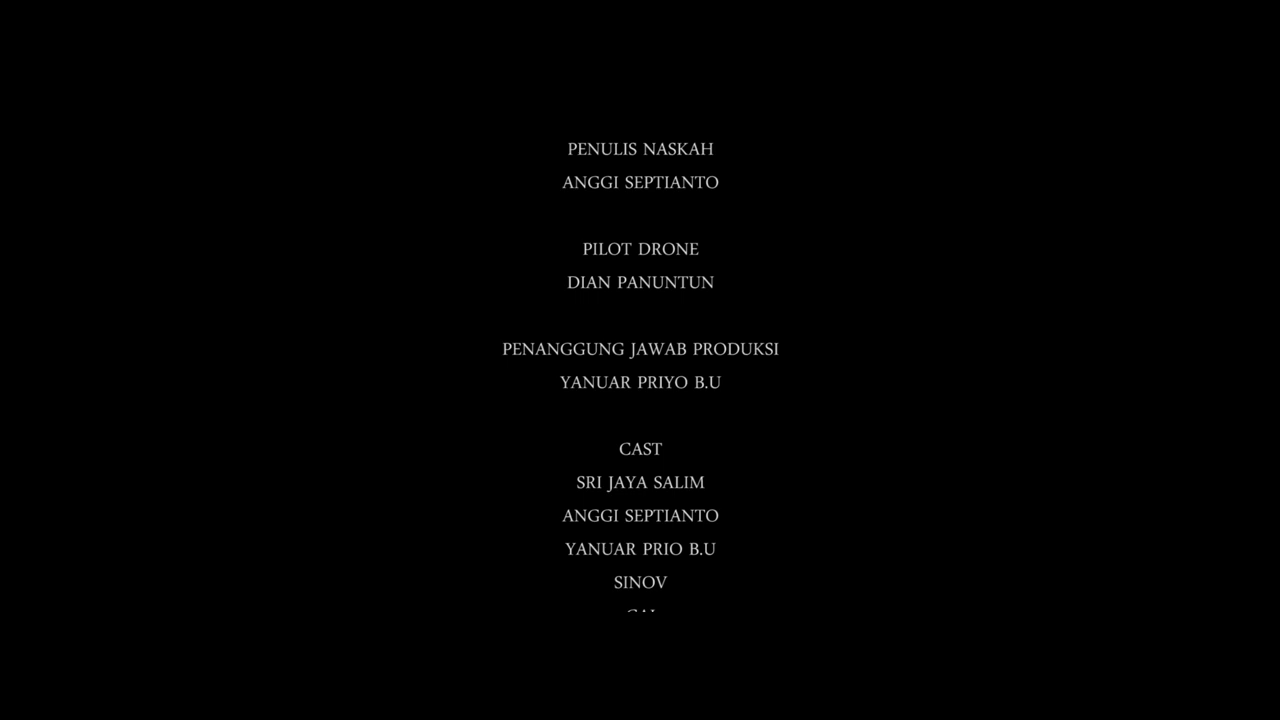 PENULIS NASKAH
ANGGI SEPTIANTO
PILOT DRONE
DIAN PANUNTUN
PENANGGUNG JAWAB PRODUKSI
YANUAR PRIYO B.U
CAST
SRI JAYA SALIM
ANGGI SEPTIANTO
YANUAR PRIO B.U
SINOV